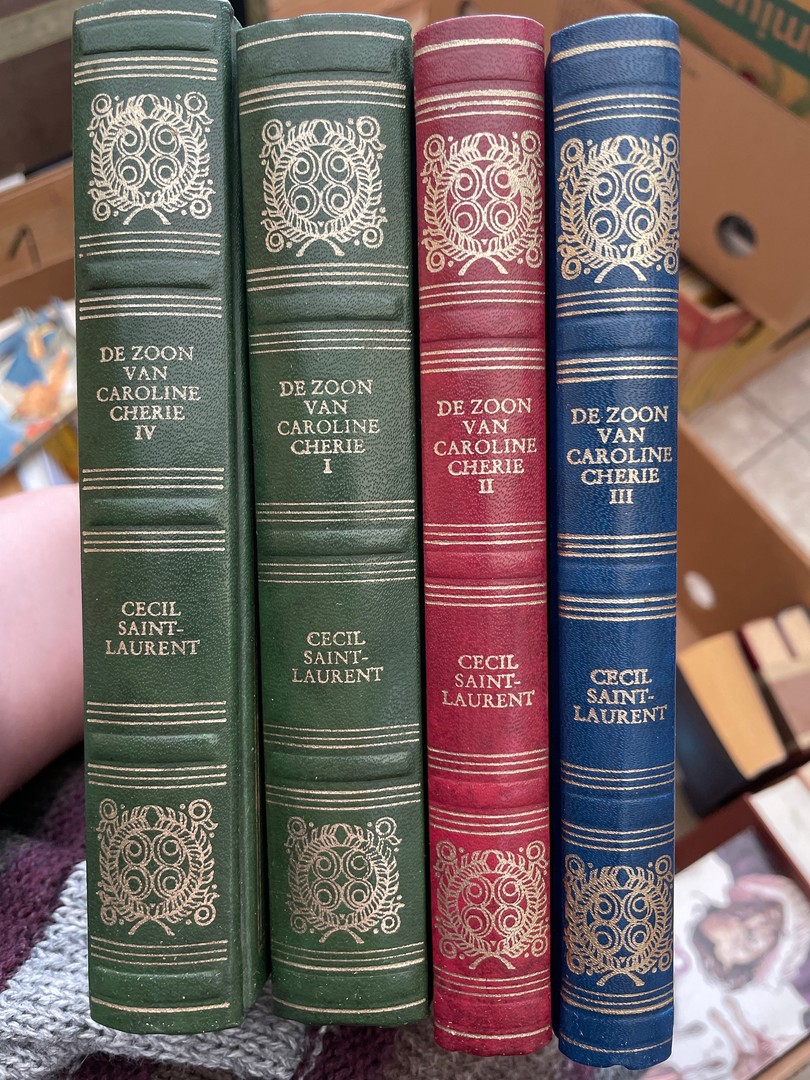 DE ZOON
VAN
CAROLINE
CHERIE
IV
CECIL
SAINT-
LAURENT
DE ZOON
VAN
CAROLINE
CHERIE
I
CECIL
SAINT-
LAURENT
DE ZOON
VAN
CAROLINE
CHERIE
II
CECIL
SAINT-
LAURENT
DE ZOON
VAN
CAROLINE
CHERIE
III
CECIL
SAINT-
LAURENT